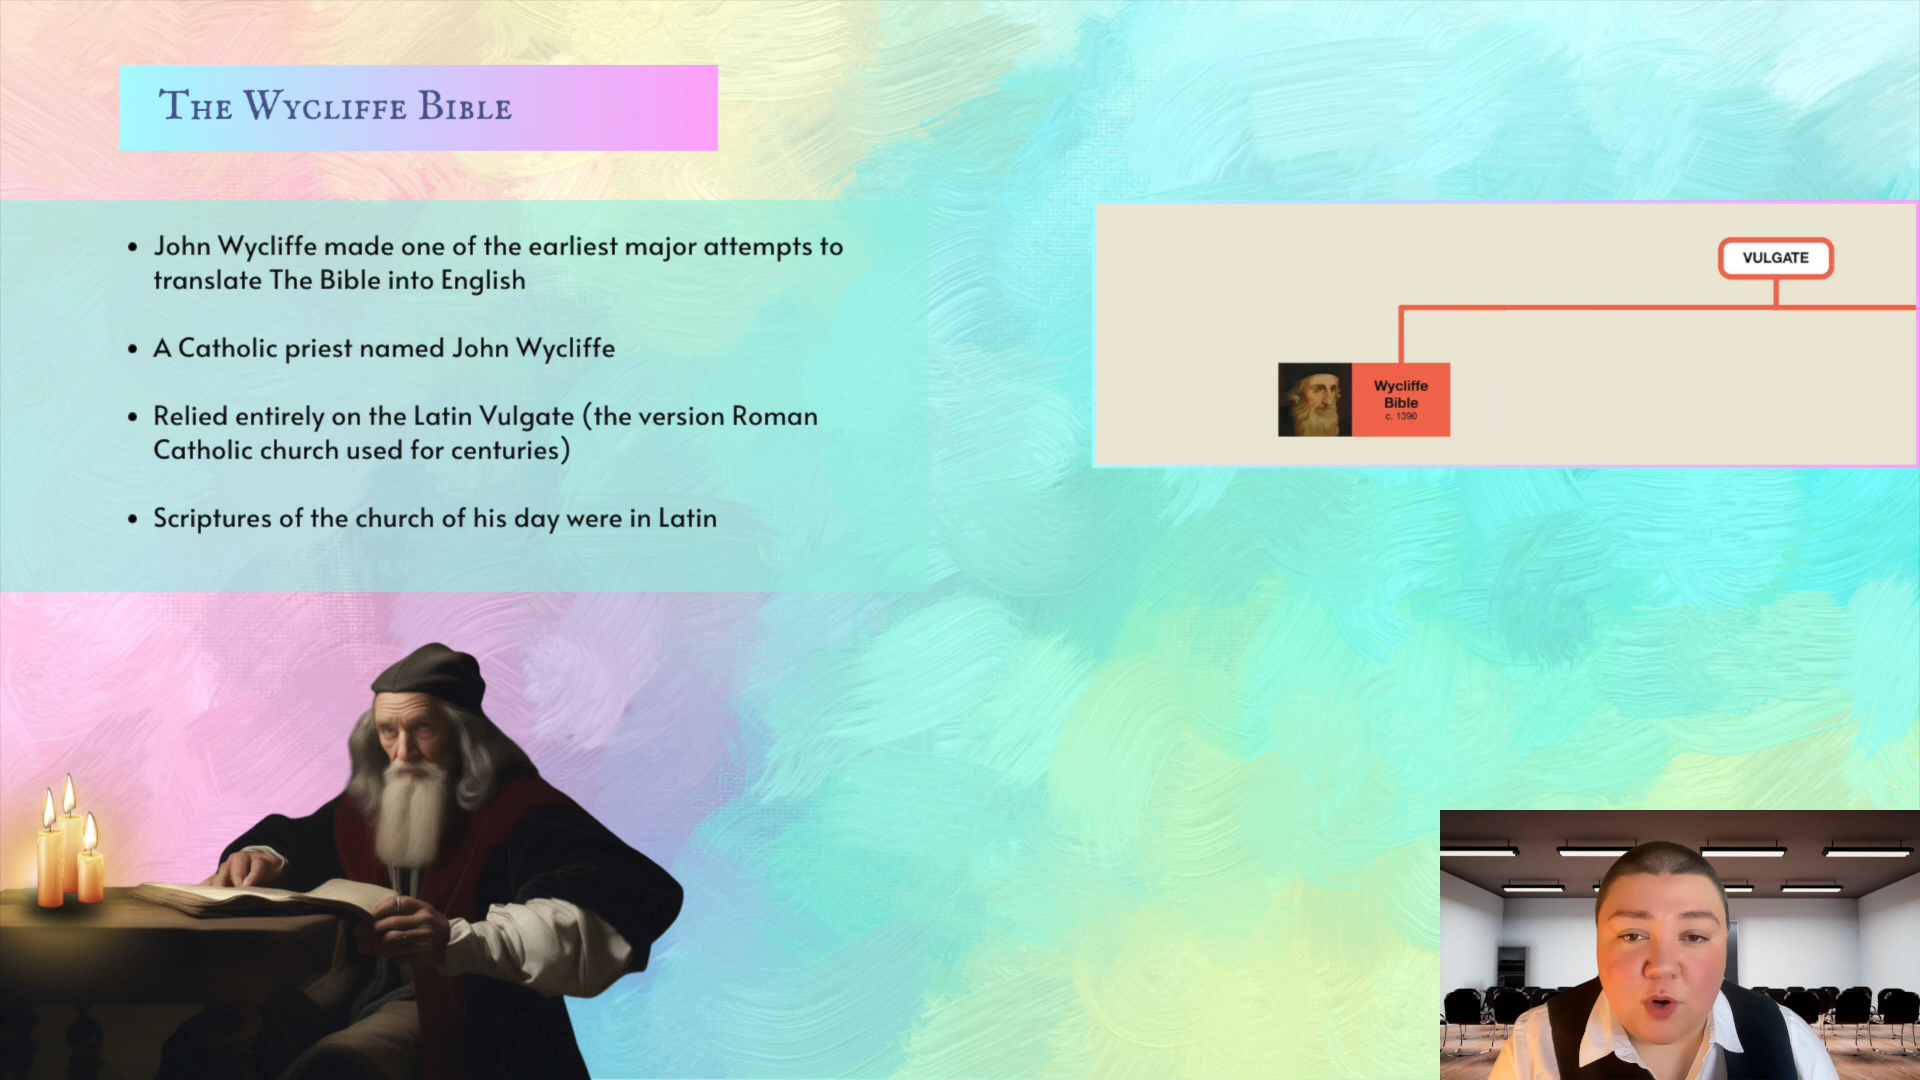 The Wycliffe Bible
• John Wycliffe made one of the earliest major attempts to
translate The Bible into English
• A Catholic priest named John Wycliffe
• Relied entirely on the Latin Vulgate (the version Roman
Catholic church used for centuries)
• Scriptures of the church of his day were in Latin
VULGATE
Wycliffe
Bible
c. 1390